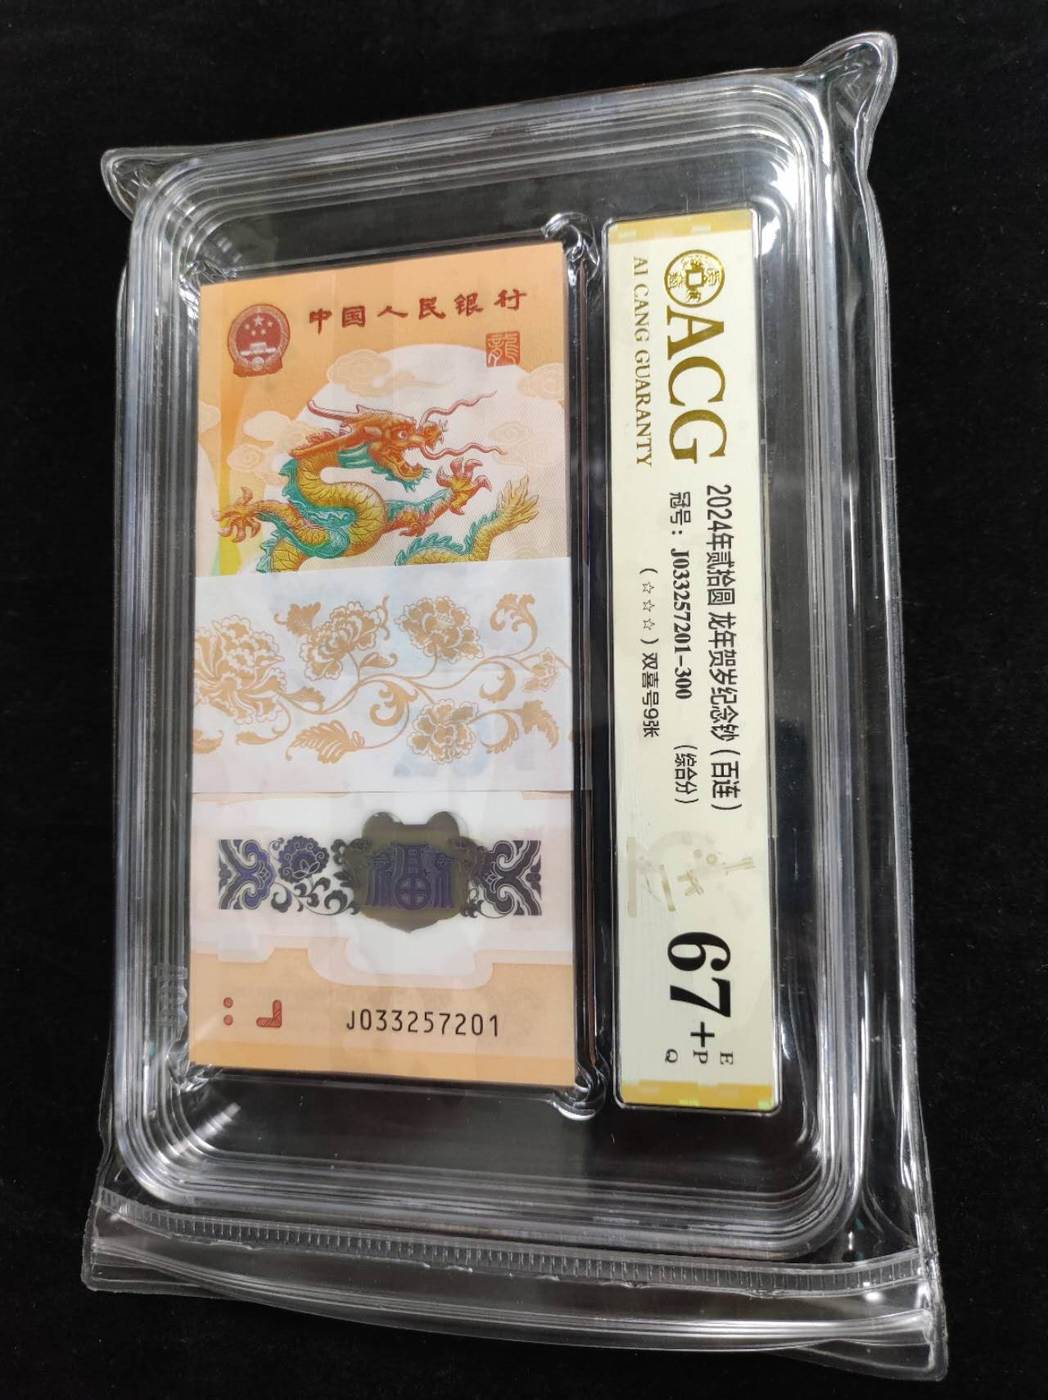 中国人民银行
龍
福
J033257201
ACG
AI CANG GUARANTY
2024年贰拾圆 龙年贺岁纪念钞（百连）
冠号：J033257201-300 （综合分）
（☆☆☆）双喜号9张
67+
E
P
Q